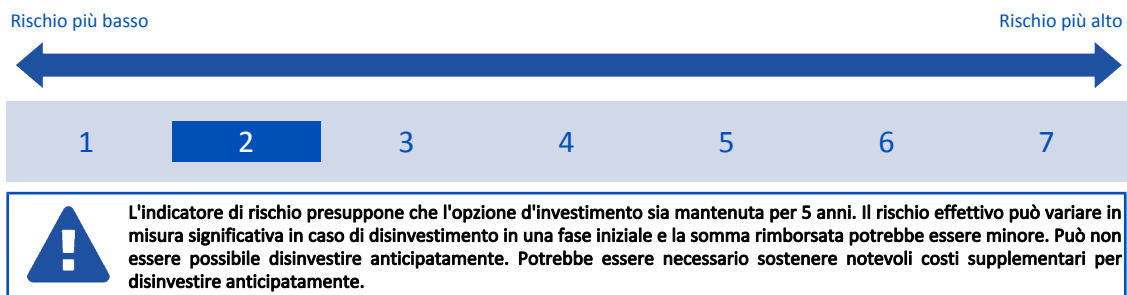 Rischio più basso Rischio più alto
1 2 3 4 5 6 7
L'indicatore di rischio presuppone che l'opzione d'investimento sia mantenuta per 5 anni. Il rischio effettivo può variare in
misura significativa in caso di disinvestimento in una fase iniziale e la somma rimborsata potrebbe essere minore. Può non
essere possibile disinvestire anticipatamente. Potrebbe essere necessario sostenere notevoli costi supplementari per
disinvestire anticipatamente.